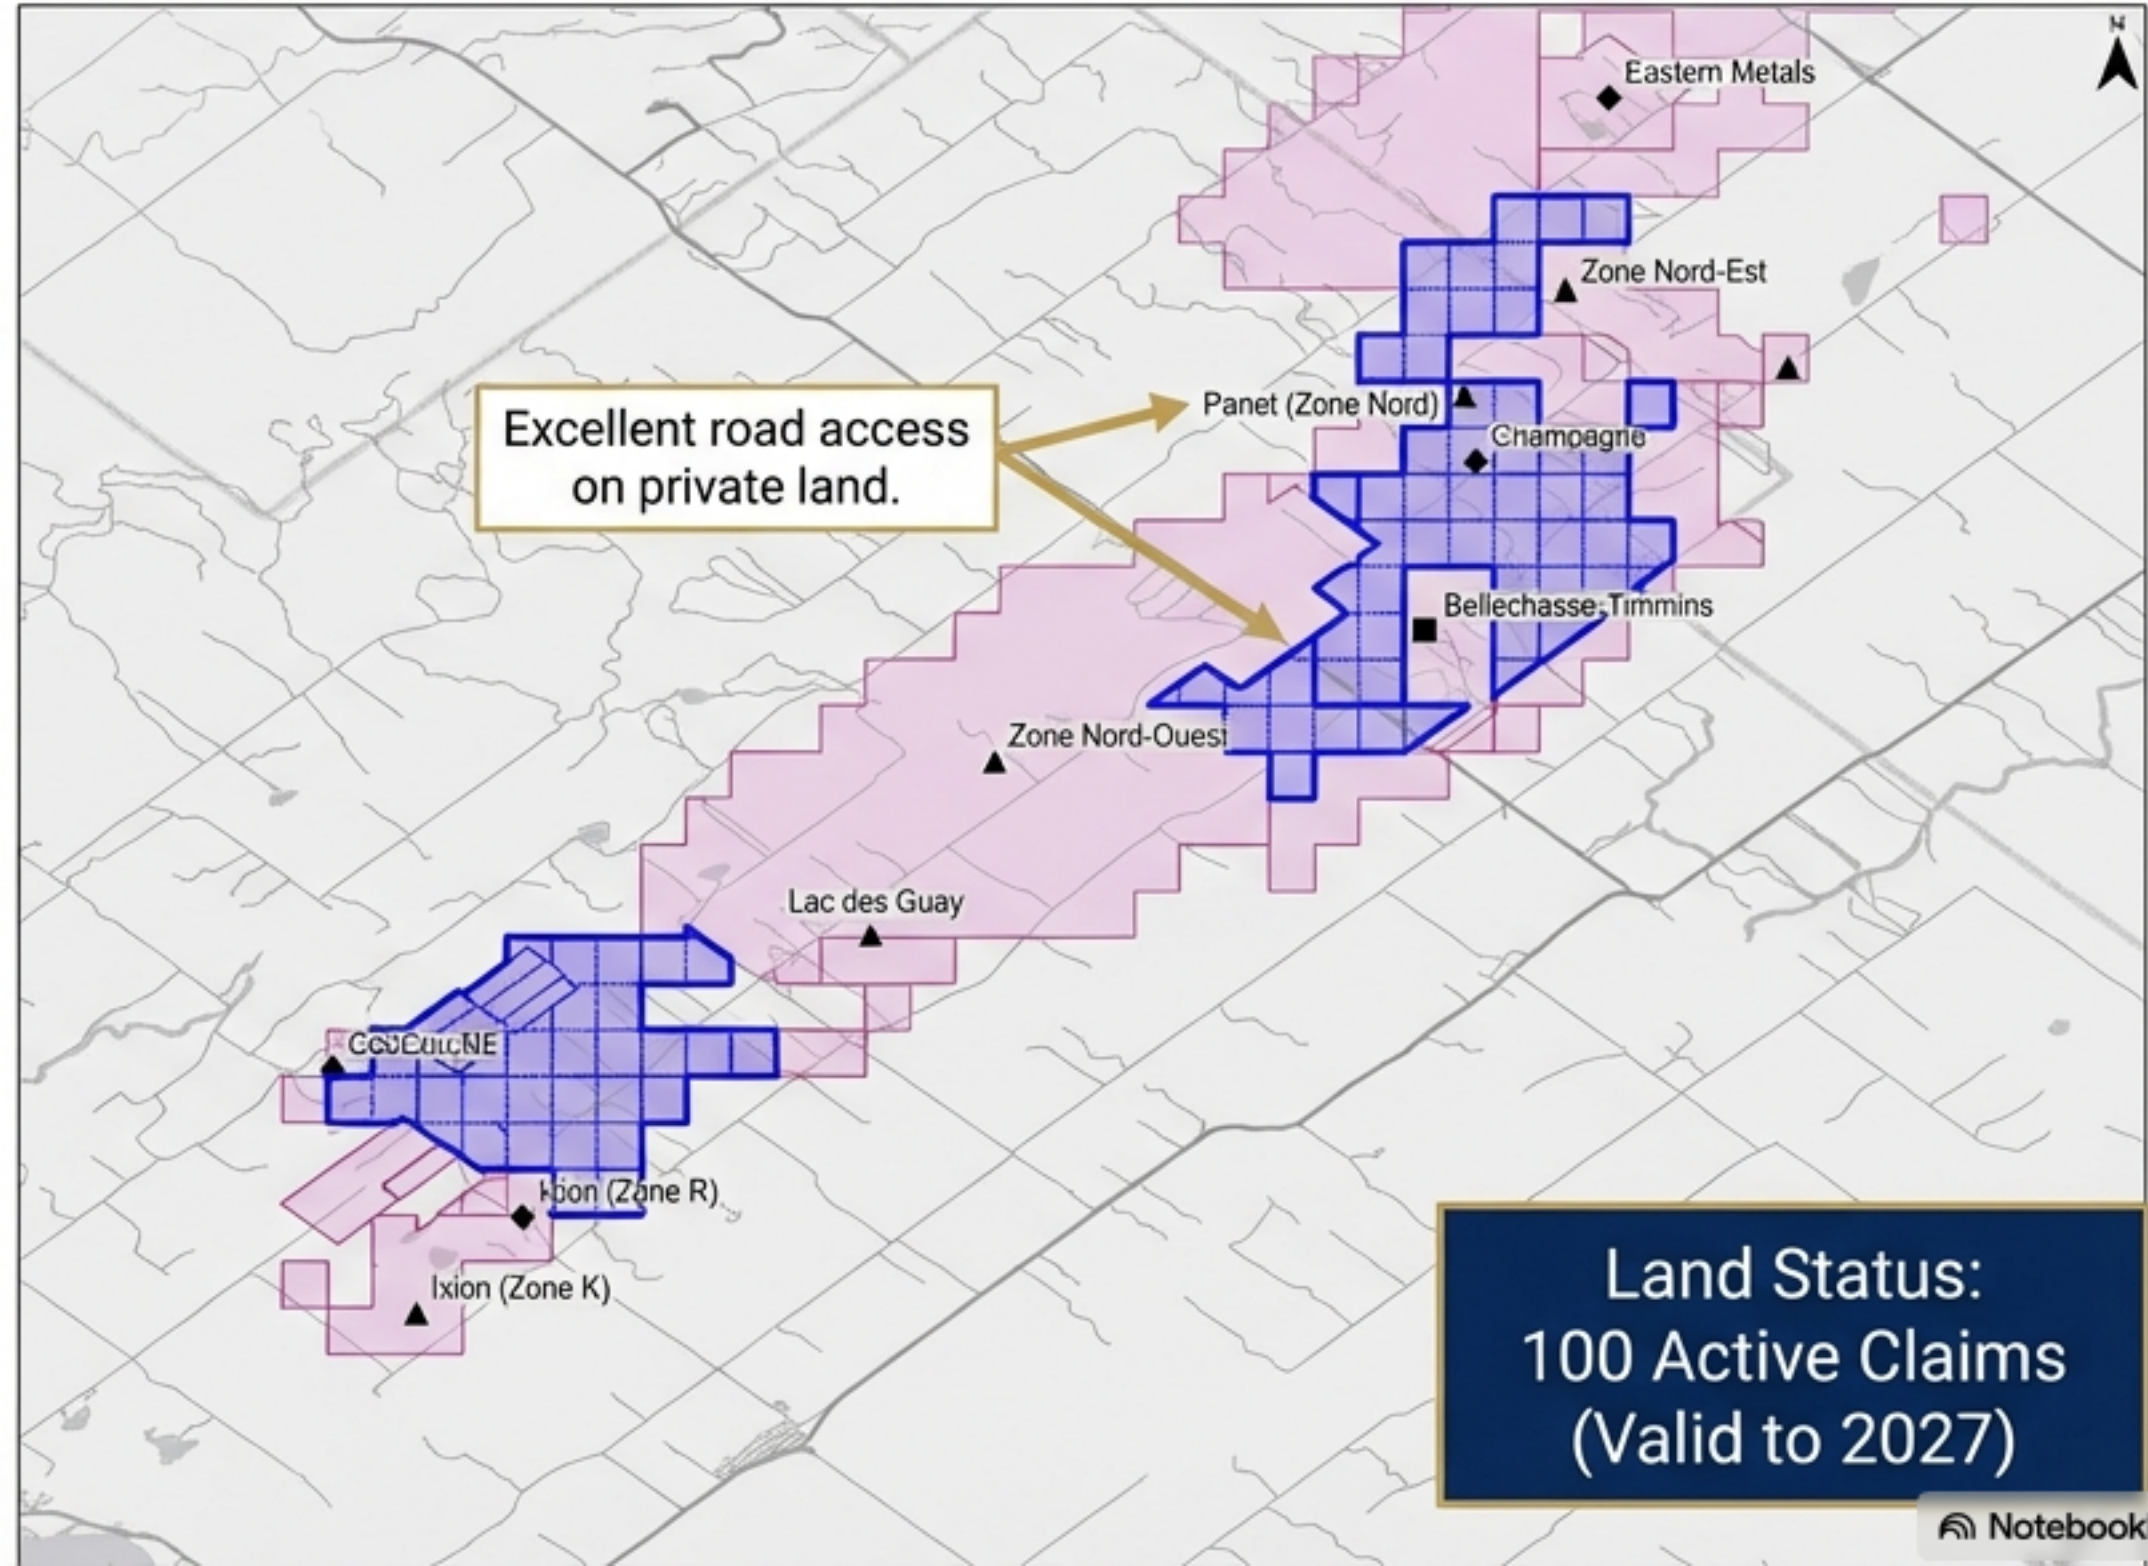 N
Eastern Metals
Zone Nord-Est
Excellent road access
on private land.
Panet (Zone Nord)
Champagne
Bellechasse-Timmins
Zone Nord-Ouest
Lac des Guay
(Zone R)
Ixion (Zone K)
Land Status:
100 Active Claims
(Valid to 2027)
Notebook